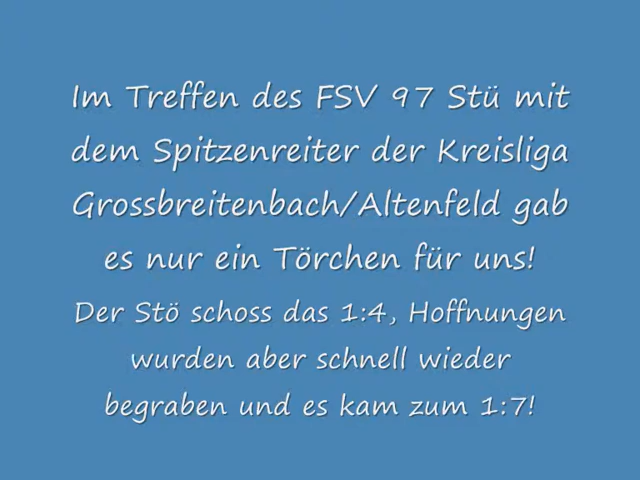 Im Treffen des FSV 97 Stü mit
dem Spitzenreiter der Kreisliga
Grossbreitenbach/Altenfeld gab
es nur ein Törchen für uns!
Der Stö schoss das 1:4, Hoffnungen
wurden aber schnell wieder
begraben und es kam zum 1:7!